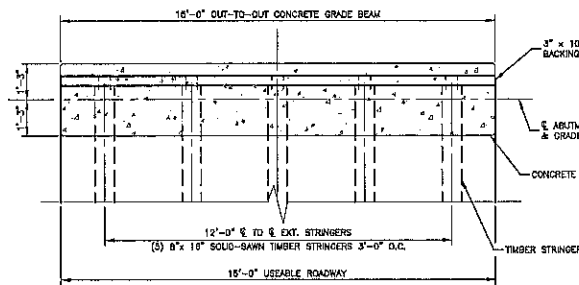 15'-0" OUT-TO-OUT CONCRETE GRADE BEAM
3" x 10
BACKING
1'-3"
1'-3"
℄ ABUTM
& GRADE
CONCRETE
12'-0" ℄ TO ℄ EXT. STRINGERS
(5) 8"x 16" SOLID-SAWN TIMBER STRINGERS 3'-0" O.C.
TIMBER STRINGER
15'-0" USEABLE ROADWAY